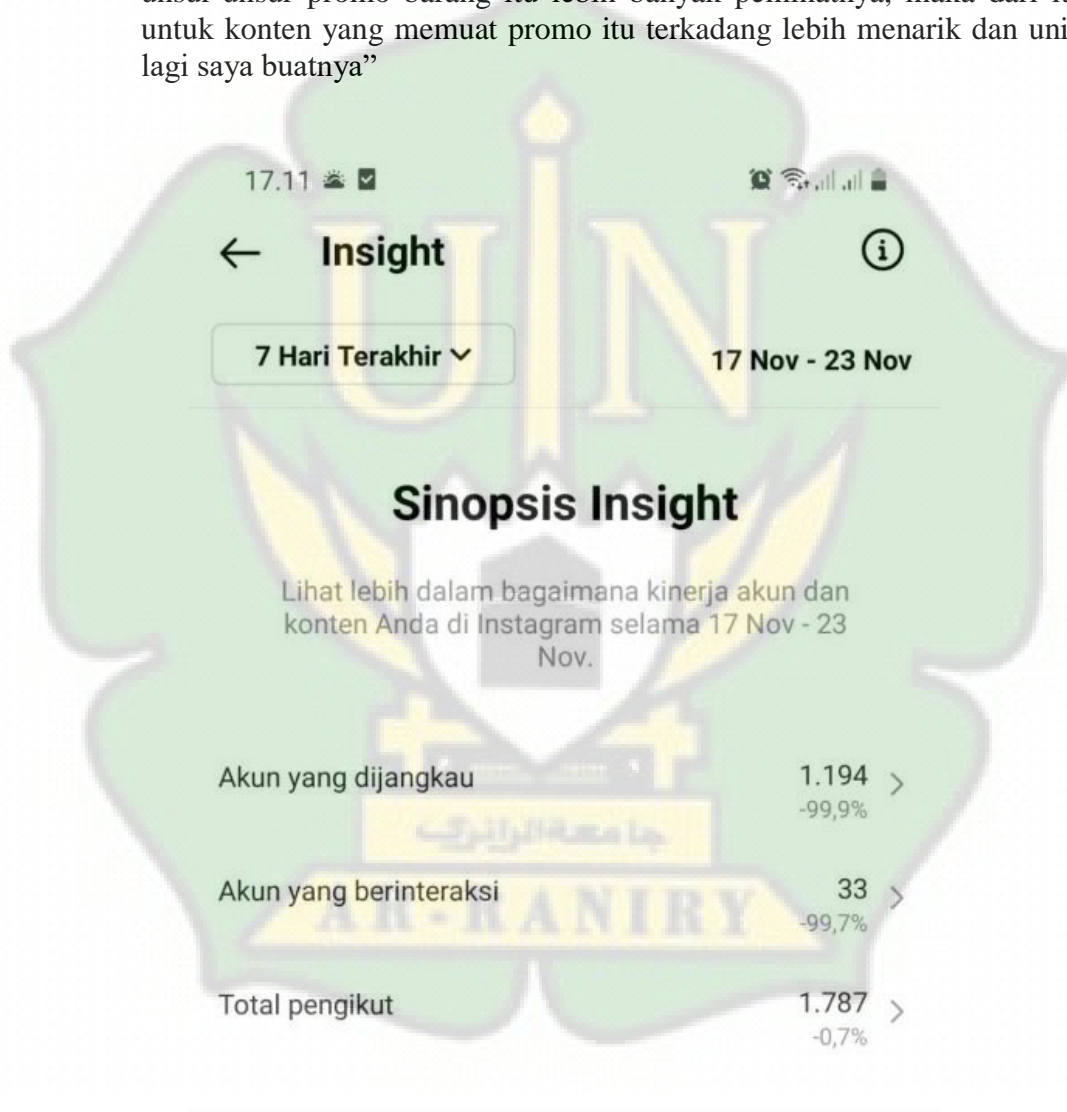 untuk konten yang memuat promo itu terkadang lebih menarik dan uni
lagi saya buatnya”
17.11
Insight
7 Hari Terakhir
17 Nov - 23 Nov
Sinopsis Insight
Lihat lebih dalam bagaimana kinerja akun dan
konten Anda di Instagram selama 17 Nov - 23
Nov.
Akun yang dijangkau
1.194
-99,9%
جامعة الرانري
Akun yang berinteraksi
33
-99,7%
UIN
AR-RANIRY
Total pengikut
1.787
-0,7%